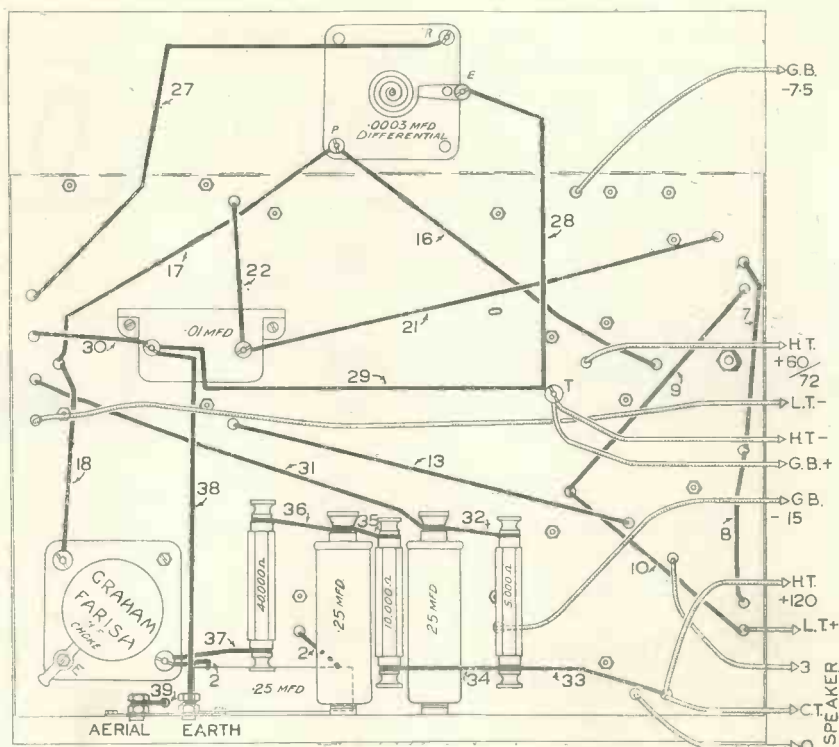 R
27
E
G.B.
-7.5
.0003 MFD
DIFFERENTIAL
P
28
16
17
22
21
7
.01 MFD
30
H.T.
+60/72
9
29
T
L.T.-
H.T-
G.B.+
18
31
13
38
G.B.
-15
36
35
32
8
10
H.T.
+120
GRAHAM
FARISH
"4S"
CHOKE
E
40,000 Ω
.25 MFD
10,000 Ω
.25 MFD
5,000 Ω
L.T.+
37
2
2
.25 MFD
34
33
3
39
AERIAL
EARTH
C.T.
O
SPEAKER